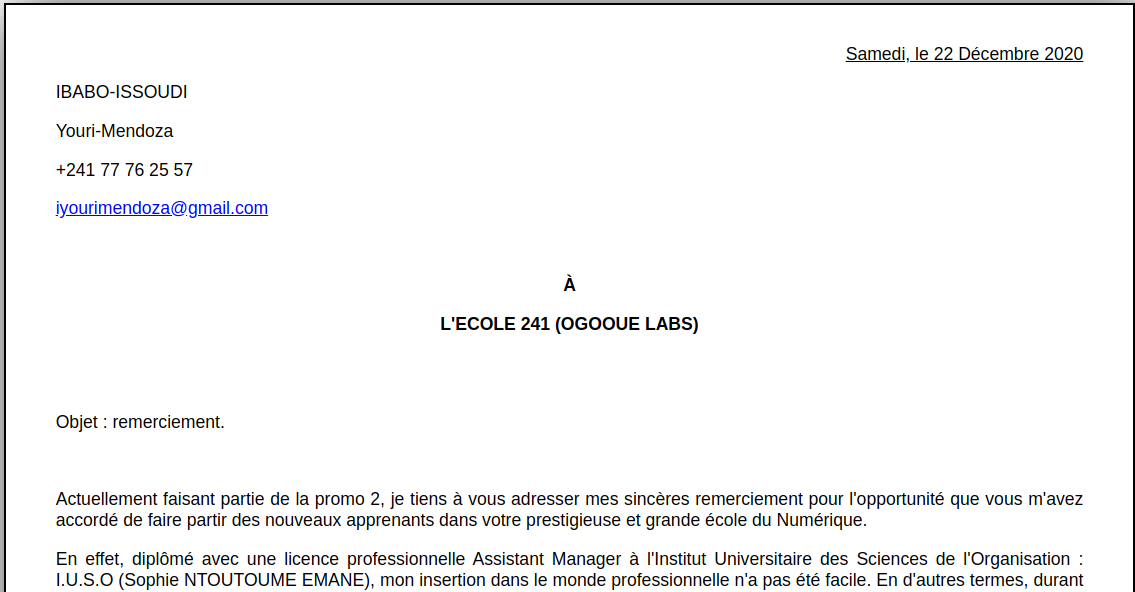 Samedi, le 22 Décembre 2020
IBABO-ISSOUDI
Youri-Mendoza
+241 77 76 25 57
iyourimendoza@gmail.com
À
L'ECOLE 241 (OGOOUE LABS)
Objet : remerciement.
Actuellement faisant partie de la promo 2, je tiens à vous adresser mes sincères remerciement pour l'opportunité que vous m'avez
accordé de faire partir des nouveaux apprenants dans votre prestigieuse et grande école du Numérique.
En effet, diplômé avec une licence professionnelle Assistant Manager à l'Institut Universitaire des Sciences de l'Organisation :
I.U.S.O (Sophie NTOUTOUME EMANE), mon insertion dans le monde professionnelle n'a pas été facile. En d'autres termes, durant